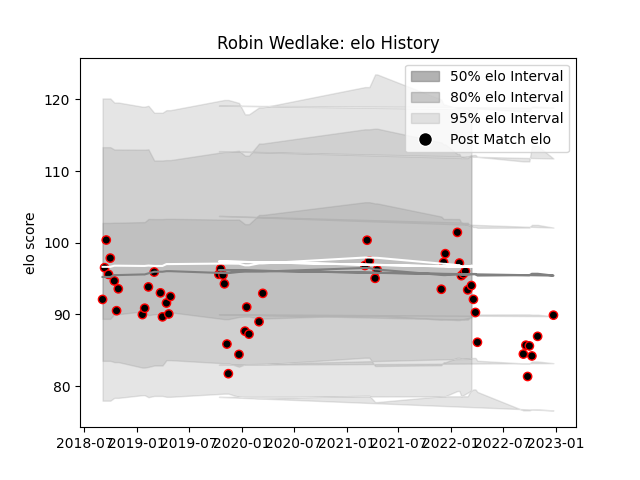 Robin Wedlake: elo History
elo score
120
110
100
90
80
50% elo Interval
80% elo Interval
95% elo Interval
Post Match elo
2018-07 2019-01 2019-07 2020-01 2020-07 2021-01 2021-07 2022-01 2022-07 2023-01